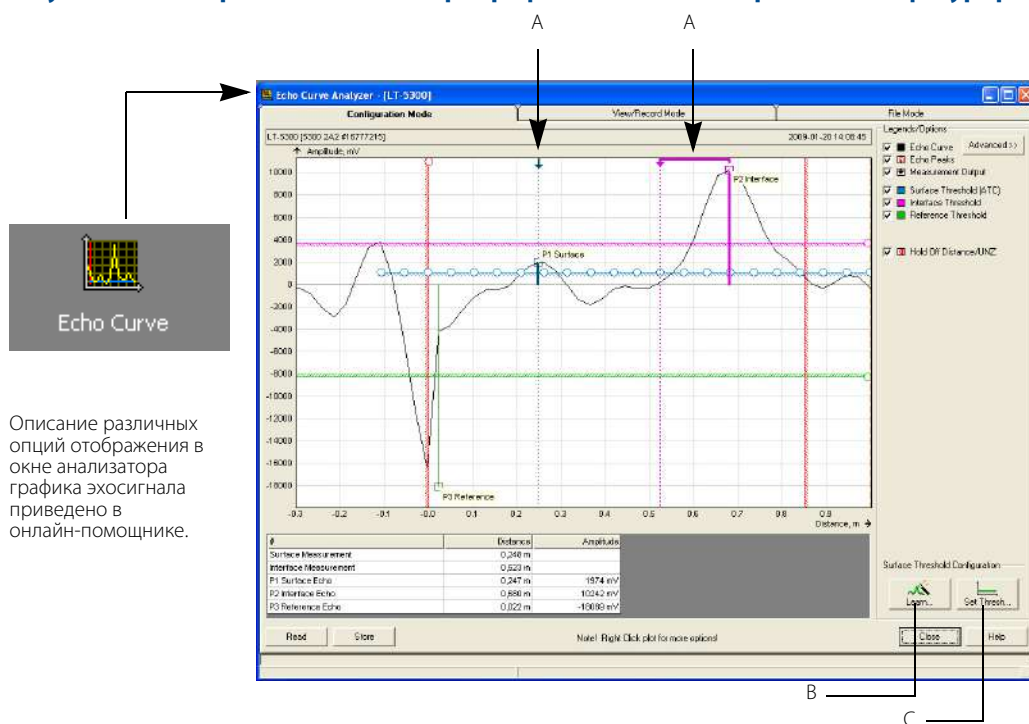 A
A
Echo Curve Analyzer - [LT-5300]
Configuration Mode
View/Record Mode
File Mode
LT-5300 [5300 2A2 #16777215]
2009-01-20 14:08:45
Amplitude, mV
10000
8000
6000
4000
2000
0
-2000
-4000
-6000
-8000
-10000
-12000
-14000
-16000
-18000
P1 Surface
P2 Interface
P3 Reference
-0.3 -0.2 -0.1 -0.0 0.1 0.2 0.3 0.4 0.5 0.6 0.7 0.8 0.9
Distance, m
Legends/Options
Echo Curve
Advanced >>
Echo Peaks
Measurement Output
Surface Threshold (ATC)
Interface Threshold
Reference Threshold
Hold Off Distance/UNZ
Echo Curve
Описание различных
опций отображения в
окне анализатора
графика эхосигнала
приведено в
онлайн-помощнике.
# Distance Amplitude
Surface Measurement 0,248 m
Interface Measurement 0,523 m
P1 Surface Echo 0,247 m 1974 mV
P2 Interface Echo 0,680 m 10242 mV
P3 Reference Echo 0,022 m
Surface Threshold Configuration
Learn...
Set Thresh...
Read
Store
Note! Right Click plot for more options!
Close
Help
B
C